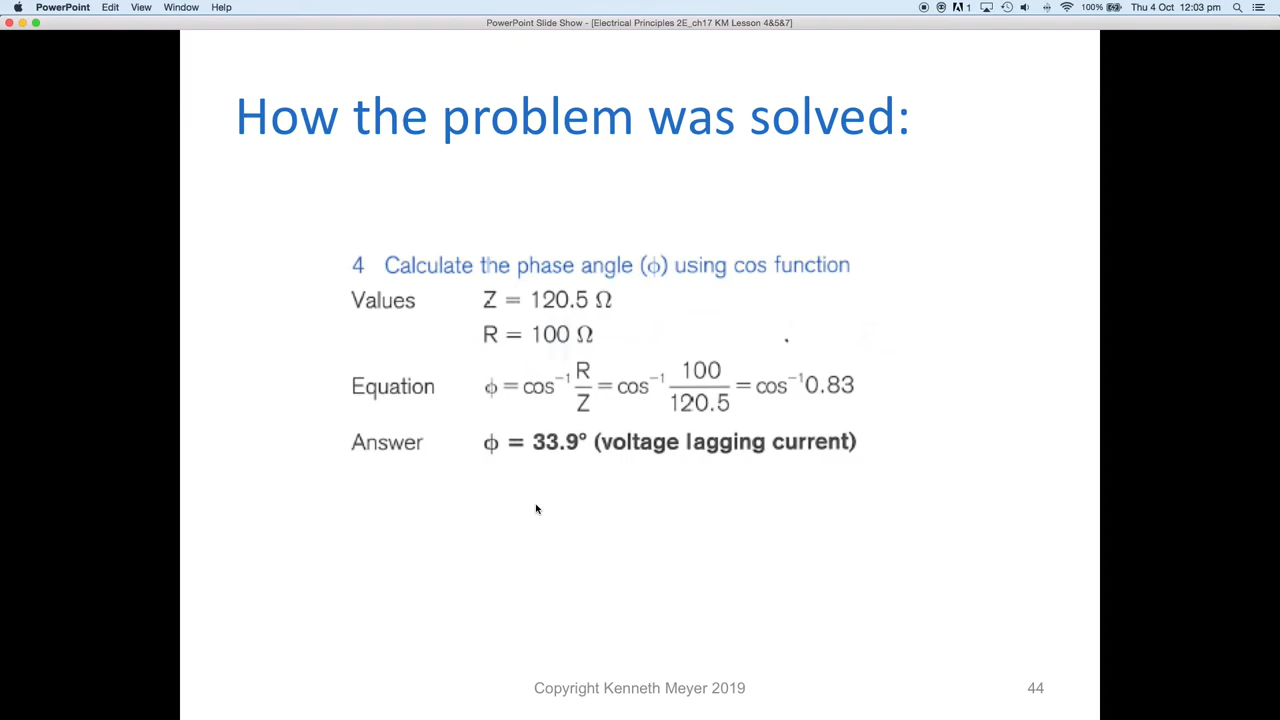 PowerPoint Edit View Window Help 1 100% Thu 4 Oct 12:03 pm
PowerPoint Slide Show - [Electrical Principles 2E_ch17 KM Lesson 4&5&7]
How the problem was solved:
4 Calculate the phase angle (ϕ) using cos function
Values Z = 120.5 Ω
R = 100 Ω
Equation ϕ = cos⁻¹ R/Z = cos⁻¹ 100/120.5 = cos⁻¹0.83
Answer ϕ = 33.9° (voltage lagging current)
Copyright Kenneth Meyer 2019 44